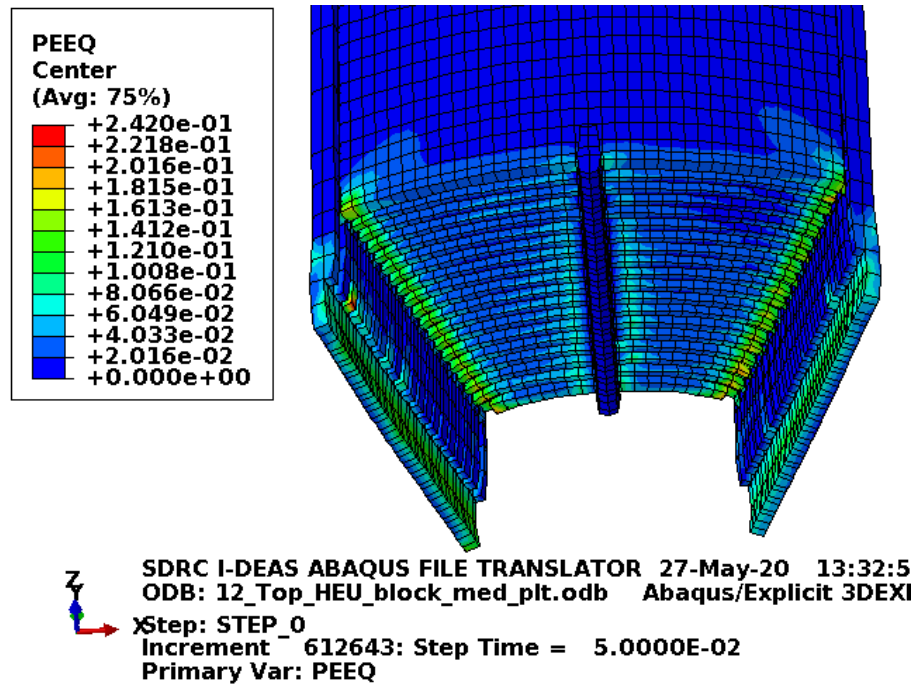 PEEQ
Center
(Avg: 75%)
+2.420e-01
+2.218e-01
+2.016e-01
+1.815e-01
+1.613e-01
+1.412e-01
+1.210e-01
+1.008e-01
+8.066e-02
+6.049e-02
+4.033e-02
+2.016e-02
+0.000e+00
Z
Y
X
SDRC I-DEAS ABAQUS FILE TRANSLATOR 27-May-20 13:32:5
ODB: 12_Top_HEU_block_med_plt.odb Abaqus/Explicit 3DEXI
Step: STEP_0
Increment 612643: Step Time = 5.0000E-02
Primary Var: PEEQ